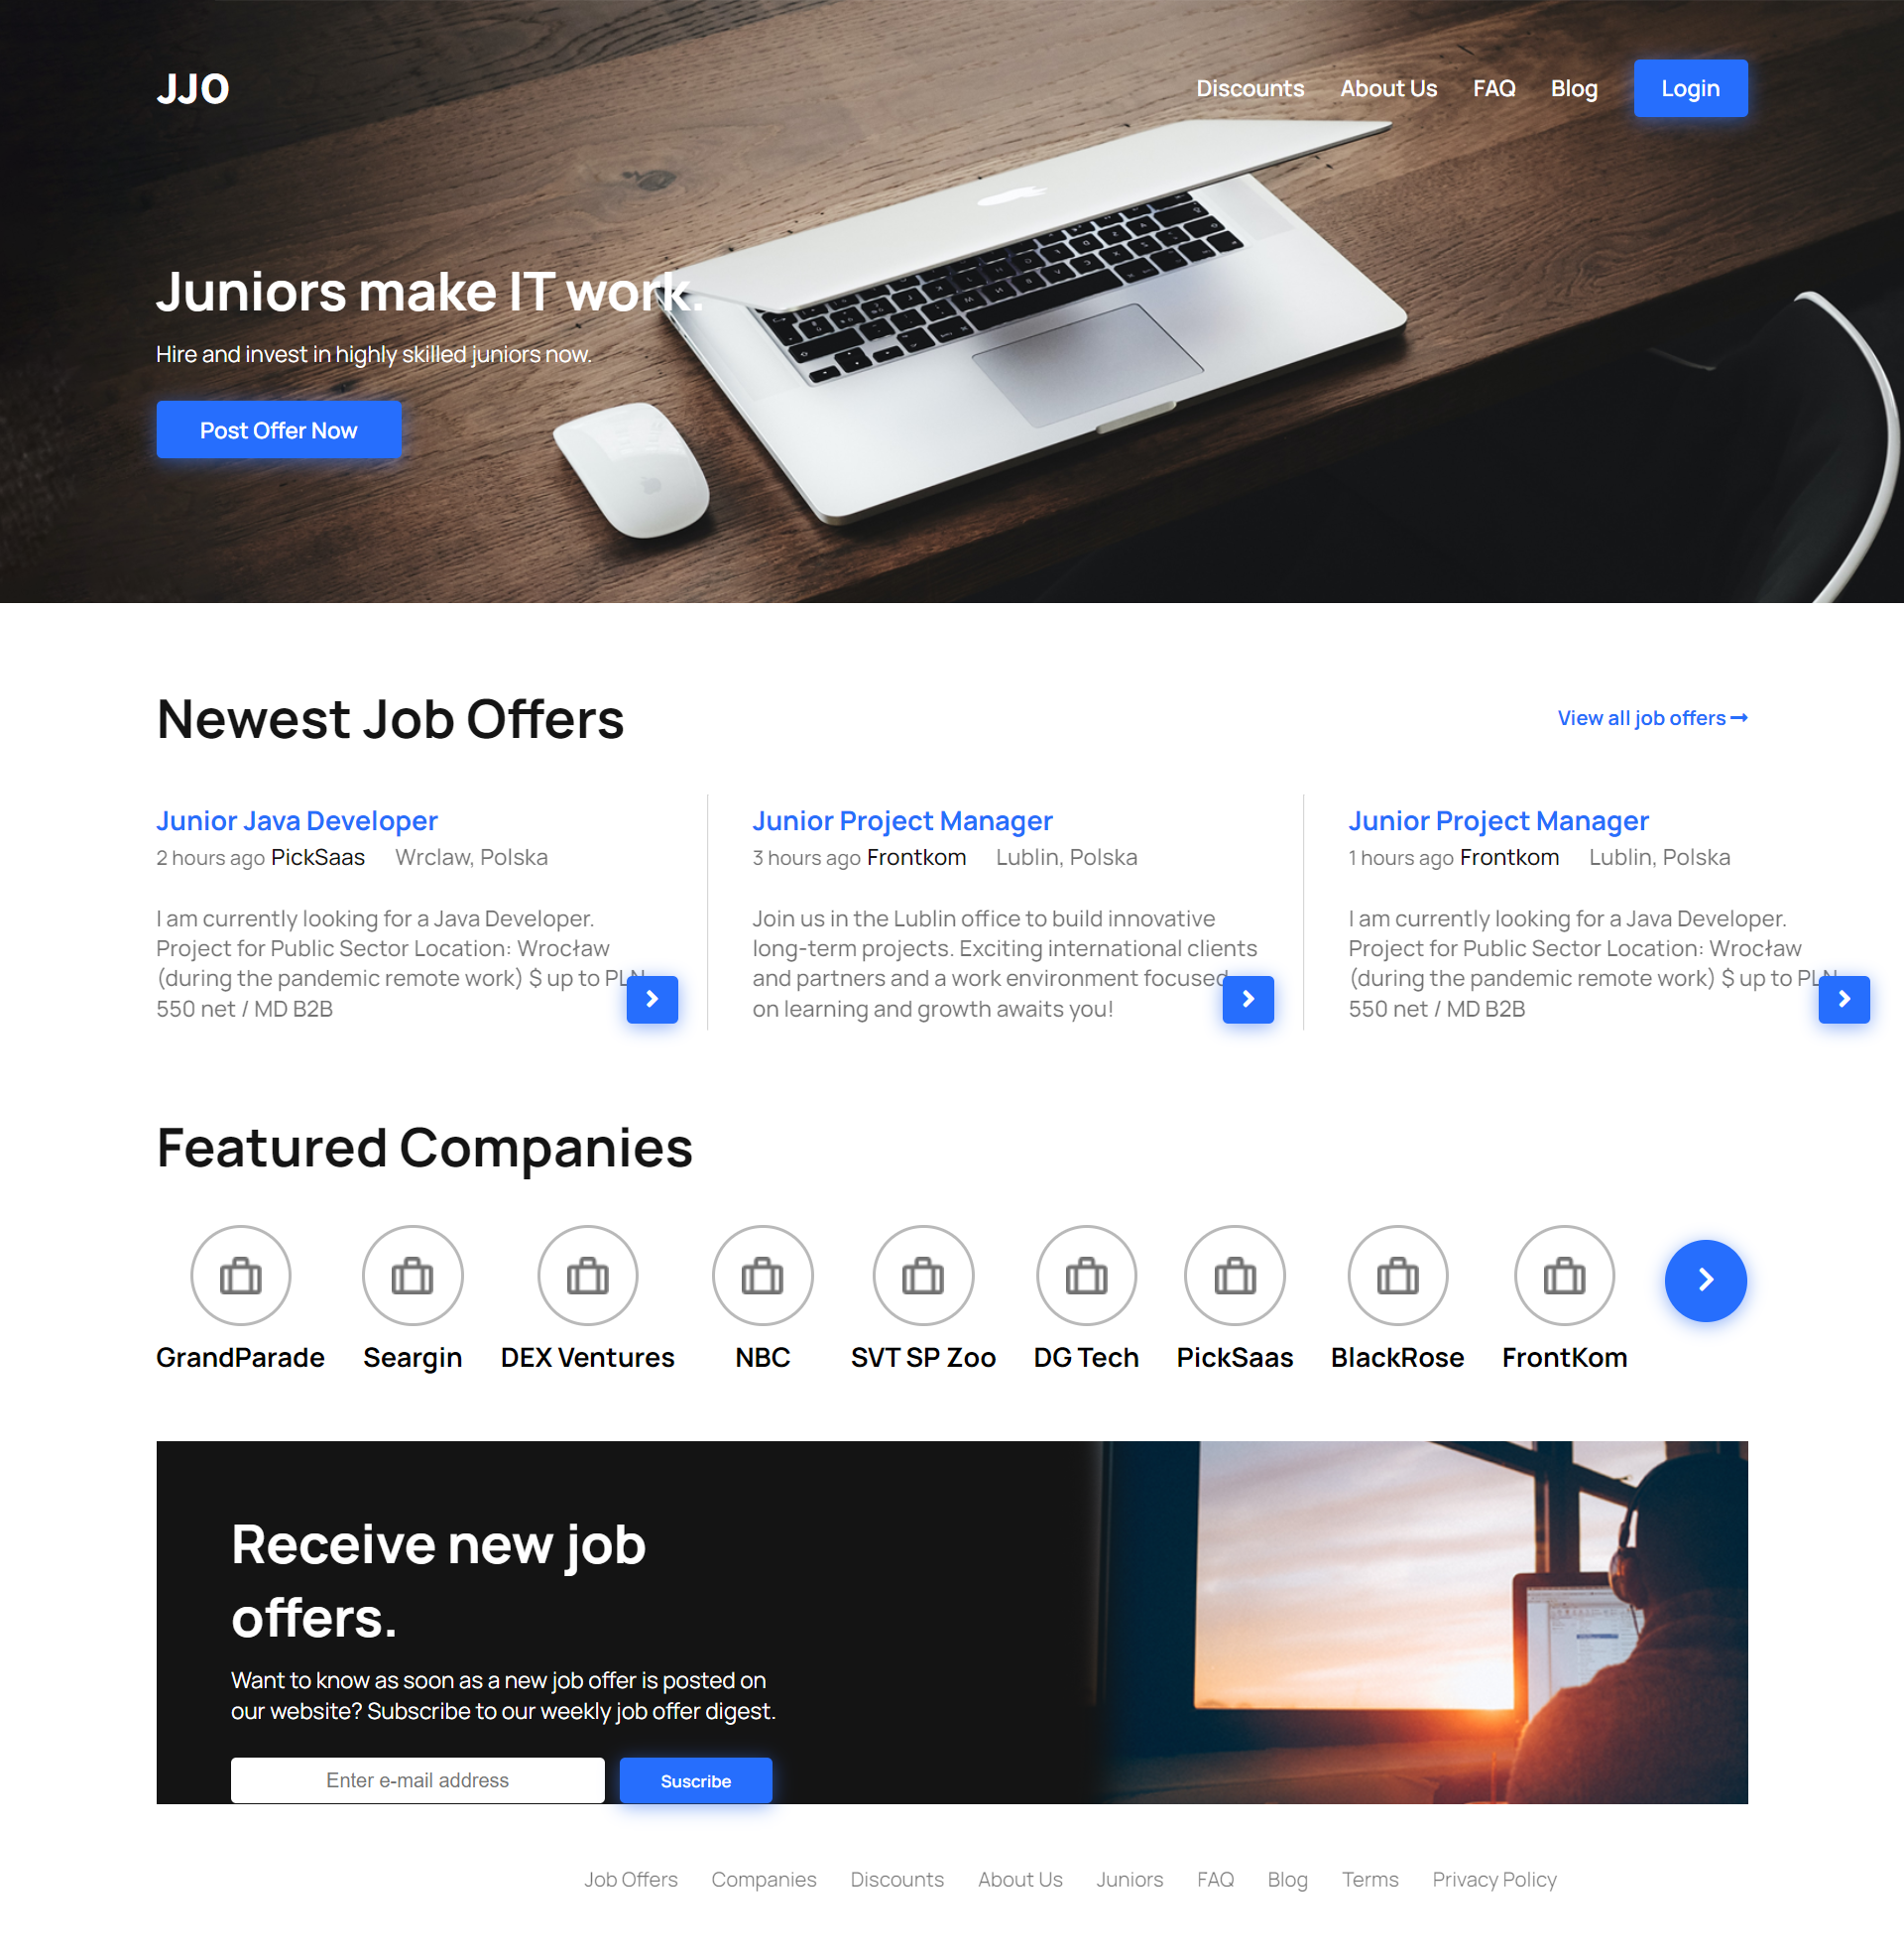 JJO
Discounts About Us FAQ Blog Login
Juniors make IT work.
Hire and invest in highly skilled juniors now.
Post Offer Now
Newest Job Offers
View all job offers
Junior Java Developer
2 hours ago PickSaas Wrclaw, Polska
I am currently looking for a Java Developer.
Project for Public Sector Location: Wrocław
(during the pandemic remote work) $ up to PLN
550 net / MD B2B
Junior Project Manager
3 hours ago Frontkom Lublin, Polska
Join us in the Lublin office to build innovative
long-term projects. Exciting international clients
and partners and a work environment focused
on learning and growth awaits you!
Junior Project Manager
1 hours ago Frontkom Lublin, Polska
I am currently looking for a Java Developer.
Project for Public Sector Location: Wrocław
(during the pandemic remote work) $ up to PLN
550 net / MD B2B
Featured Companies
GrandParade Seargin DEX Ventures NBC SVT SP Zoo DG Tech PickSaas BlackRose FrontKom
Receive new job
offers.
Want to know as soon as a new job offer is posted on
our website? Subscribe to our weekly job offer digest.
Enter e-mail address Suscribe
Job Offers Companies Discounts About Us Juniors FAQ Blog Terms Privacy Policy